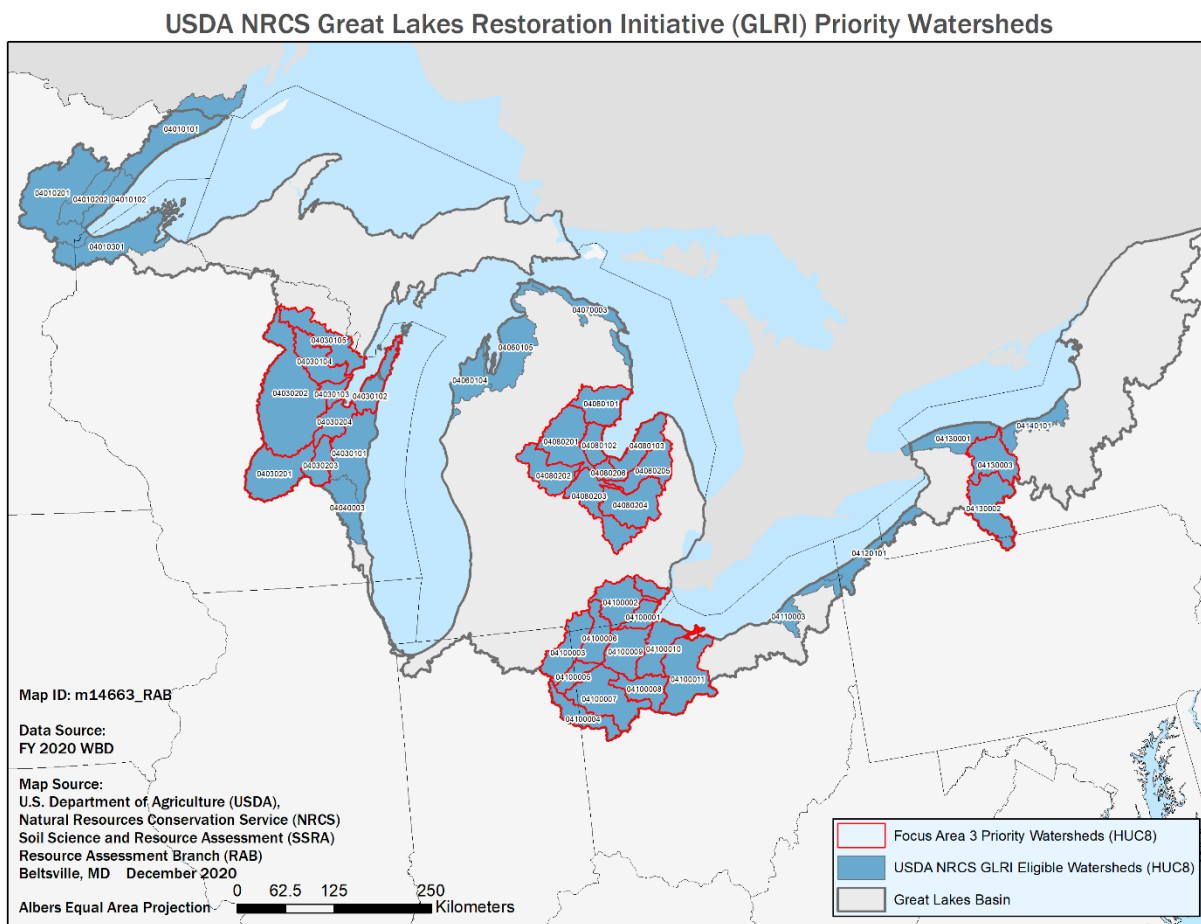 USDA NRCS Great Lakes Restoration Initiative (GLRI) Priority Watersheds
04010101
04010201
04010202
04010102
04010301
04070003
04030105
04060105
04030104
04060104
04030202
04030103
04030102
04080101
04030204
04080201
04080102
04080103
04140101
04130001
04030101
04030203
04030201
04080202
04080206
04080205
04130003
04080203
04080204
04040003
04130002
04120101
04100002
04100001
04110003
04100006
04100003
04100009
04100010
04100005
04100008
04100011
04100007
04100004
Map ID: m14663_RAB
Data Source:
FY 2020 WBD
Map Source:
U.S. Department of Agriculture (USDA),
Natural Resources Conservation Service (NRCS)
Soil Science and Resource Assessment (SSRA)
Resource Assessment Branch (RAB)
Beltsville, MD December 2020
0 62.5 125 250
Kilometers
Albers Equal Area Projection
Focus Area 3 Priority Watersheds (HUC8)
USDA NRCS GLRI Eligible Watersheds (HUC8)
Great Lakes Basin